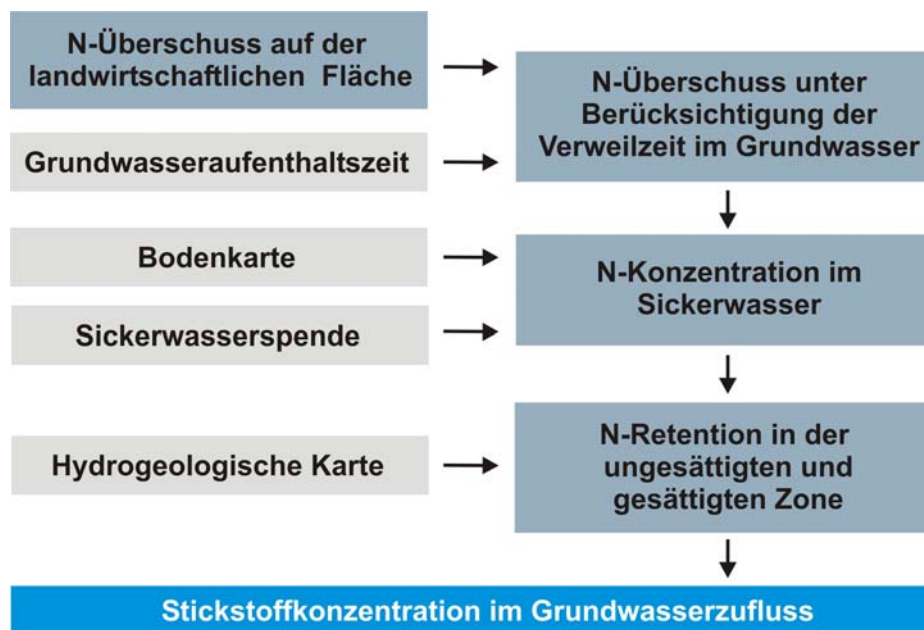 N-Überschuss auf der
landwirtschaftlichen Fläche
N-Überschuss unter
Berücksichtigung der
Verweilzeit im Grundwasser
Grundwasseraufenthaltszeit
Bodenkarte
N-Konzentration im
Sickerwasser
Sickerwasserspende
N-Retention in der
ungesättigten und
gesättigten Zone
Hydrogeologische Karte
Stickstoffkonzentration im Grundwasserzufluss